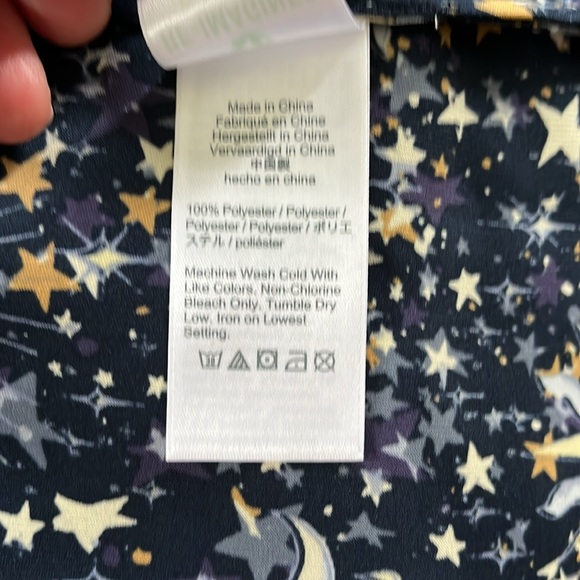 Made in China
Fabriqué en China
Hergestellt in China
Vervaerdigd in China
中国製
hecho en china
100% Polyester / Polyester /
Polyester / Polyester / ポリエ
ステル / poliéster
Machine Wash Cold With
Like Colors, Non-Chlorine
Bleach Only, Tumble Dry
Low, Iron on Lowest
Setting.